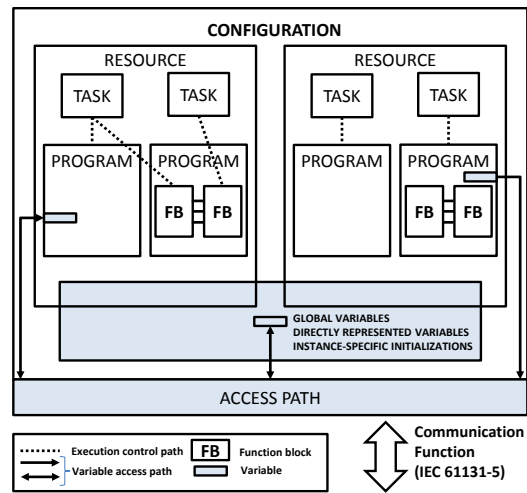 CONFIGURATION
RESOURCE
RESOURCE
TASK
TASK
TASK
TASK
PROGRAM
PROGRAM
PROGRAM
PROGRAM
FB
FB
FB
FB
GLOBAL VARIABLES
DIRECTLY REPRESENTED VARIABLES
INSTANCE-SPECIFIC INITIALIZATIONS
ACCESS PATH
Execution control path
Variable access path
FB
Function block
Variable
Communication
Function
(IEC 61131-5)